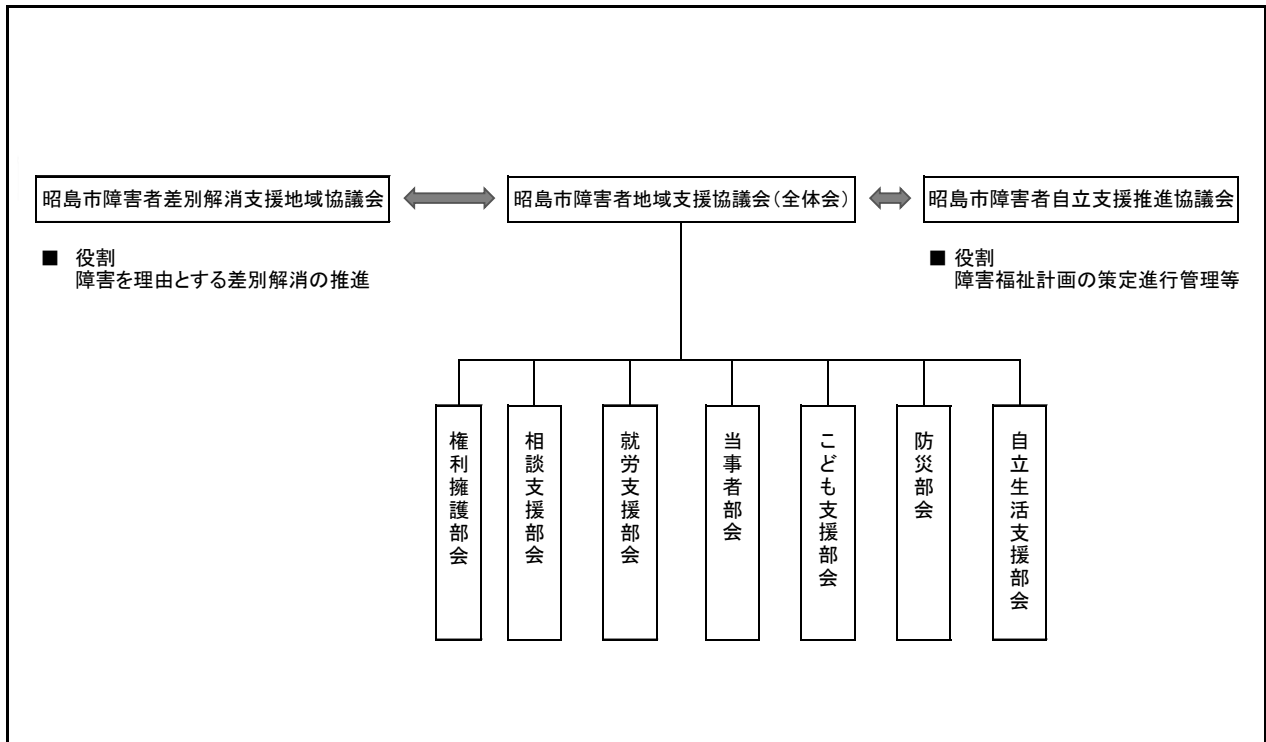 昭島市障害者差別解消支援地域協議会
昭島市障害者地域支援協議会(全体会)
昭島市障害者自立支援推進協議会
■ 役割
障害を理由とする差別解消の推進
■ 役割
障害福祉計画の策定進行管理等
権利擁護部会
相談支援部会
就労支援部会
当事者部会
こども支援部会
防災部会
自立生活支援部会